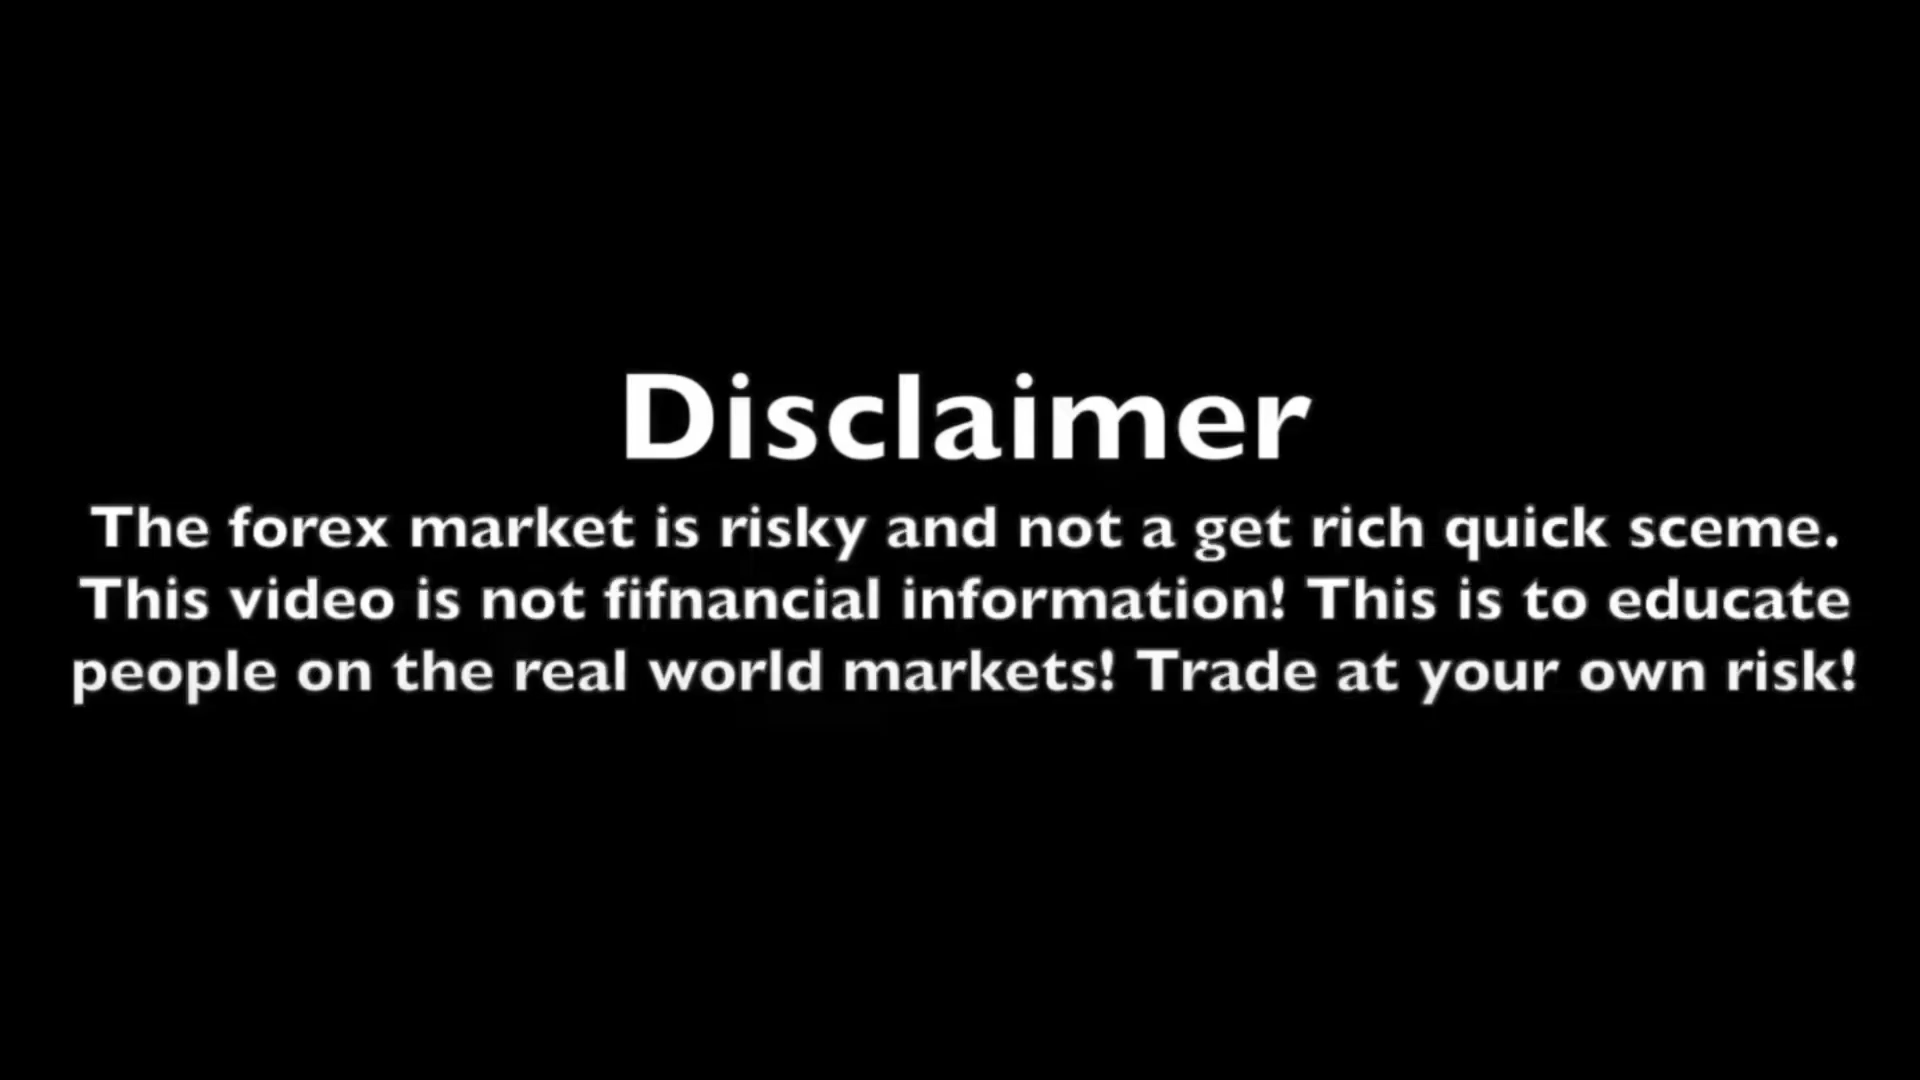 Disclaimer
The forex market is risky and not a get rich quick sceme.
This video is not fifnancial information! This is to educate
people on the real world markets! Trade at your own risk!